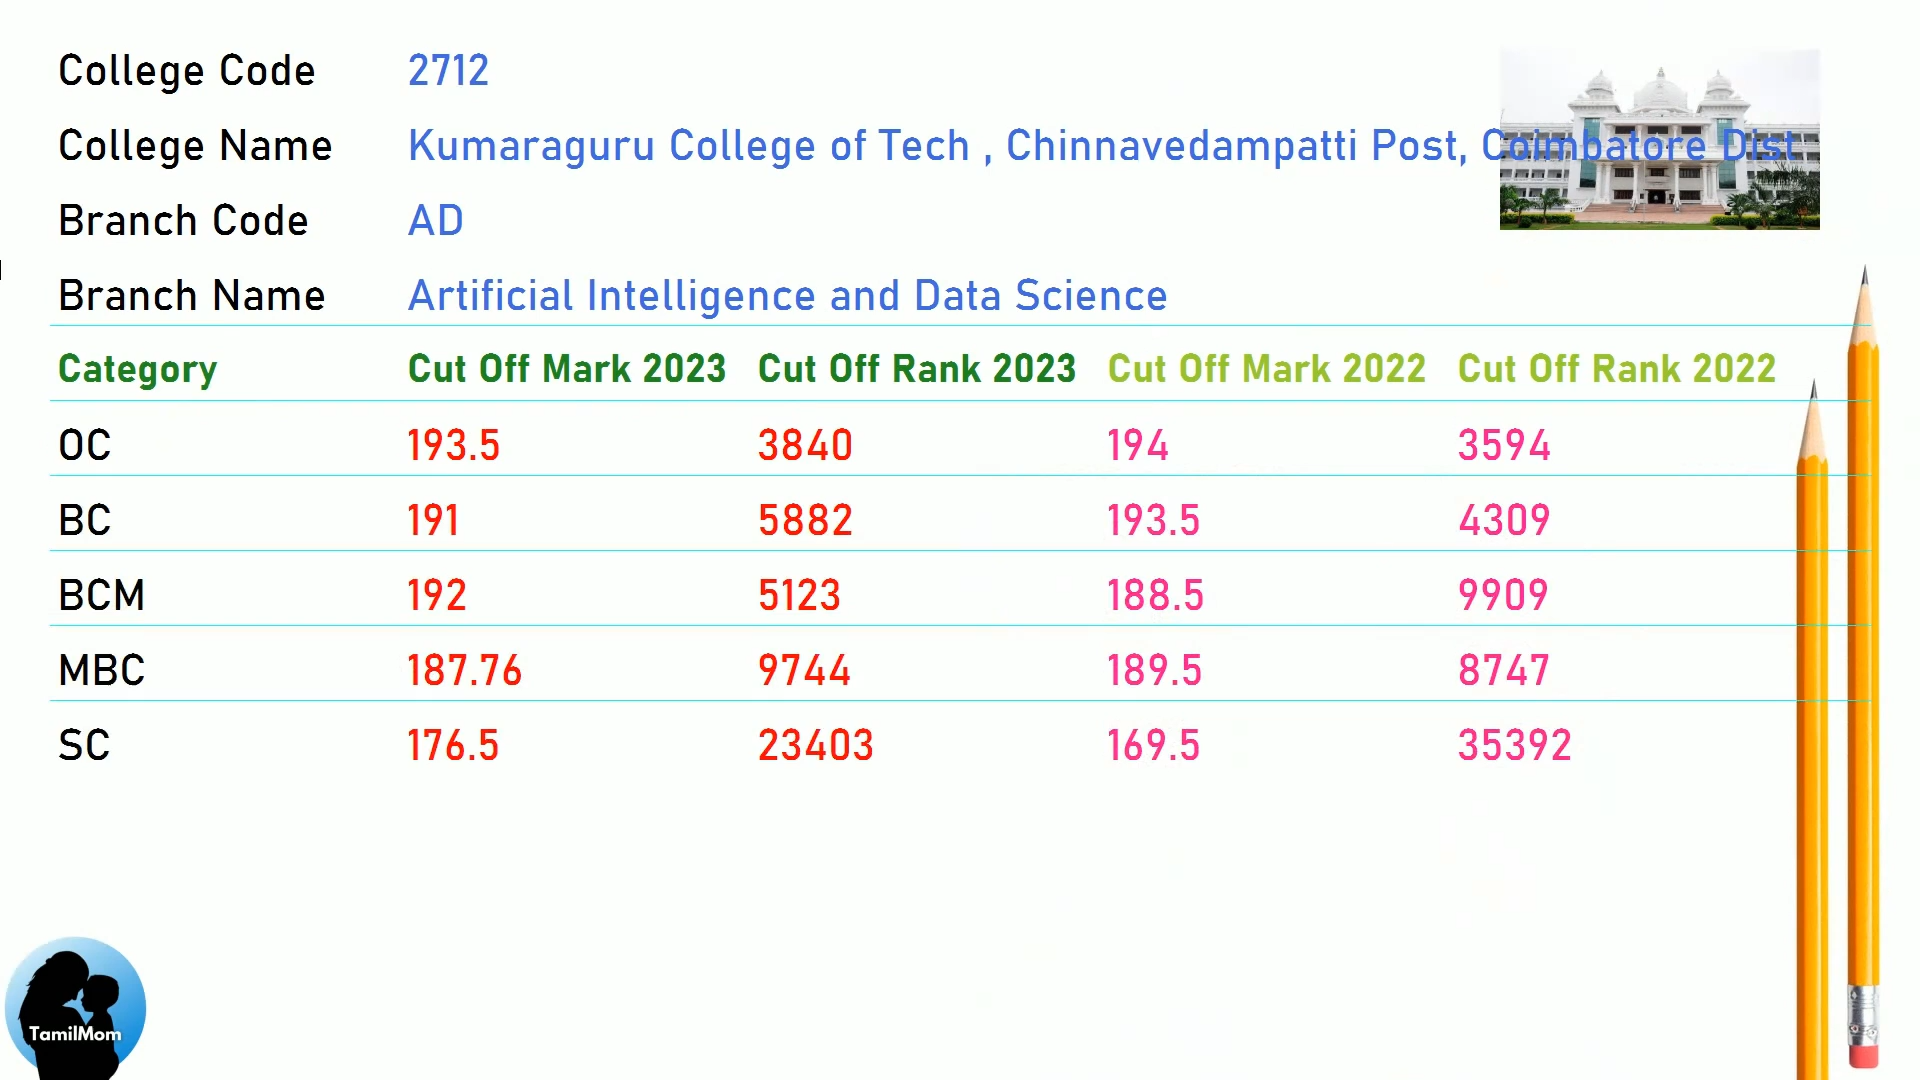 College Code 2712
College Name Kumaraguru College of Tech , Chinnavedampatti Post, Coimbatore Dist
Branch Code AD
Branch Name Artificial Intelligence and Data Science
Category Cut Off Mark 2023 Cut Off Rank 2023 Cut Off Mark 2022 Cut Off Rank 2022
OC 193.5 3840 194 3594
BC 191 5882 193.5 4309
BCM 192 5123 188.5 9909
MBC 187.76 9744 189.5 8747
SC 176.5 23403 169.5 35392
TamilMom